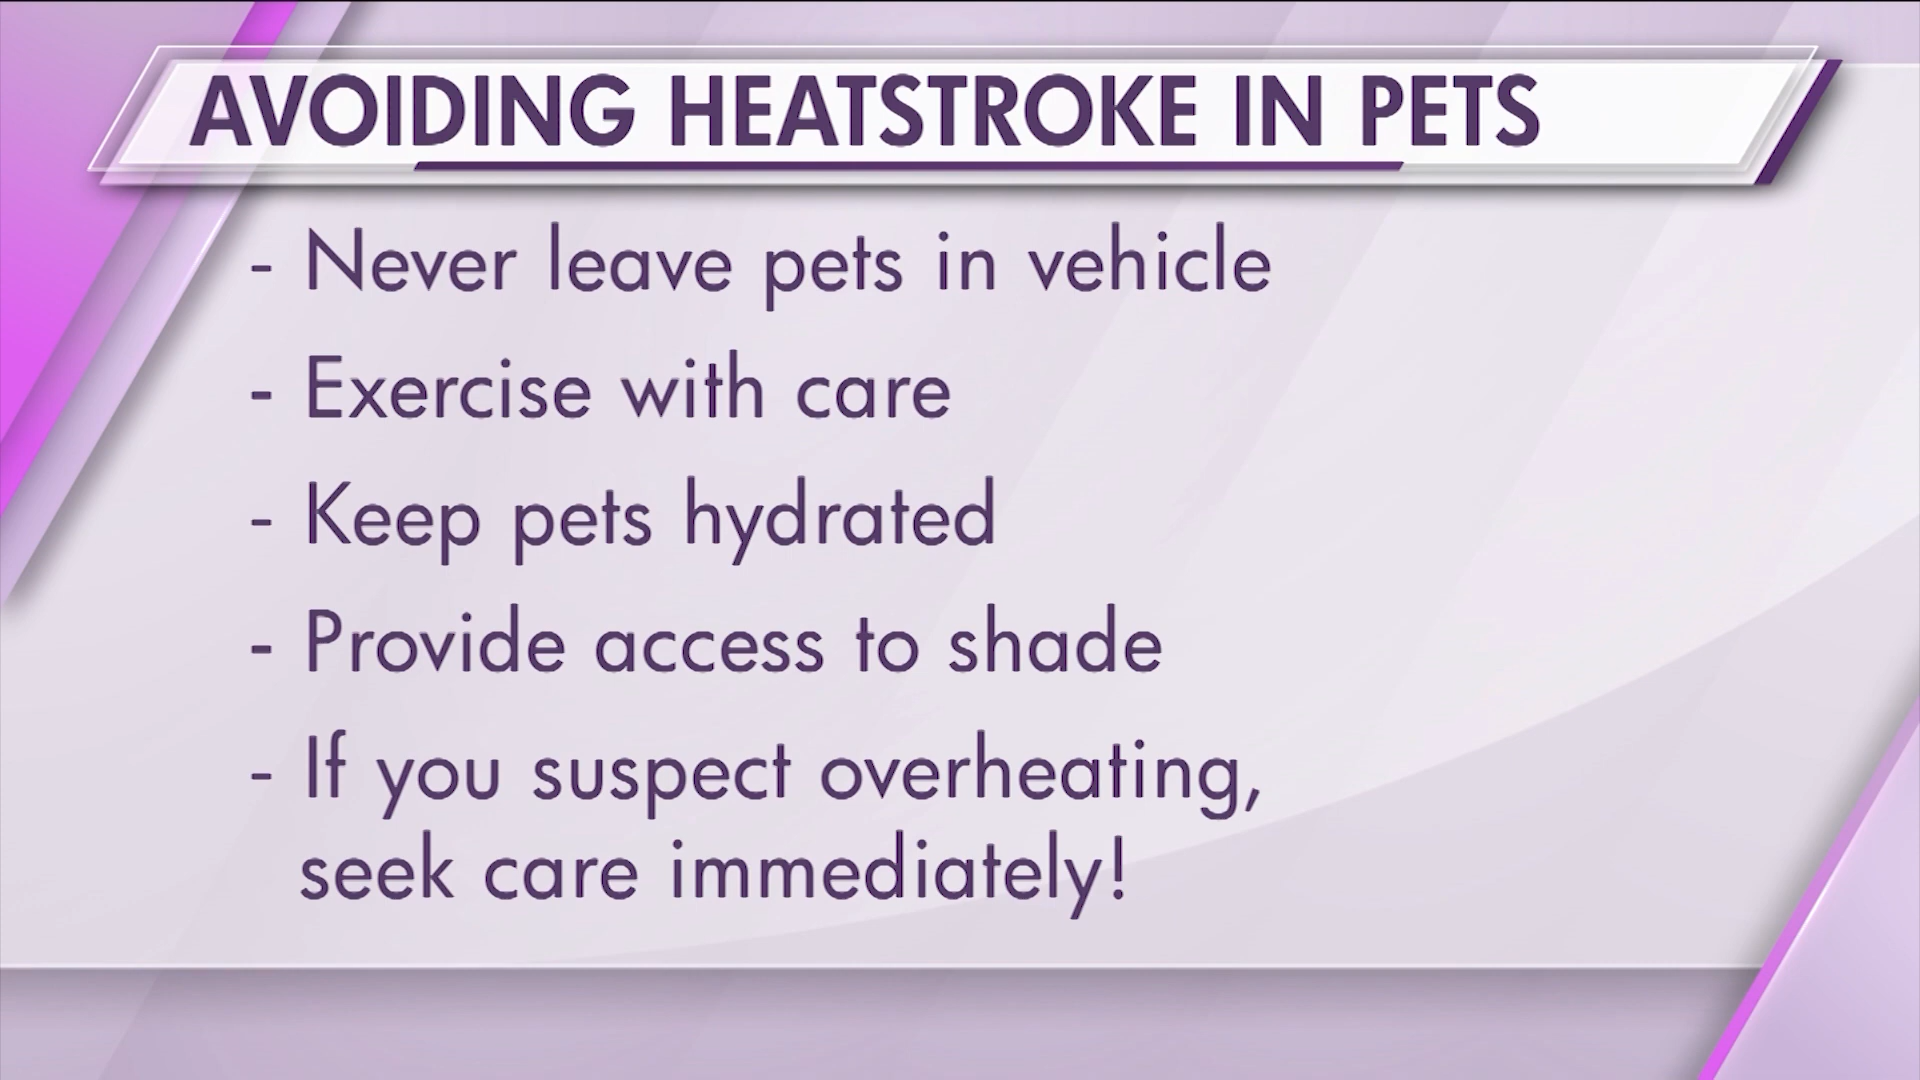 AVOIDING HEATSTROKE IN PETS
- Never leave pets in vehicle
- Exercise with care
- Keep pets hydrated
- Provide access to shade
- If you suspect overheating,
seek care immediately!